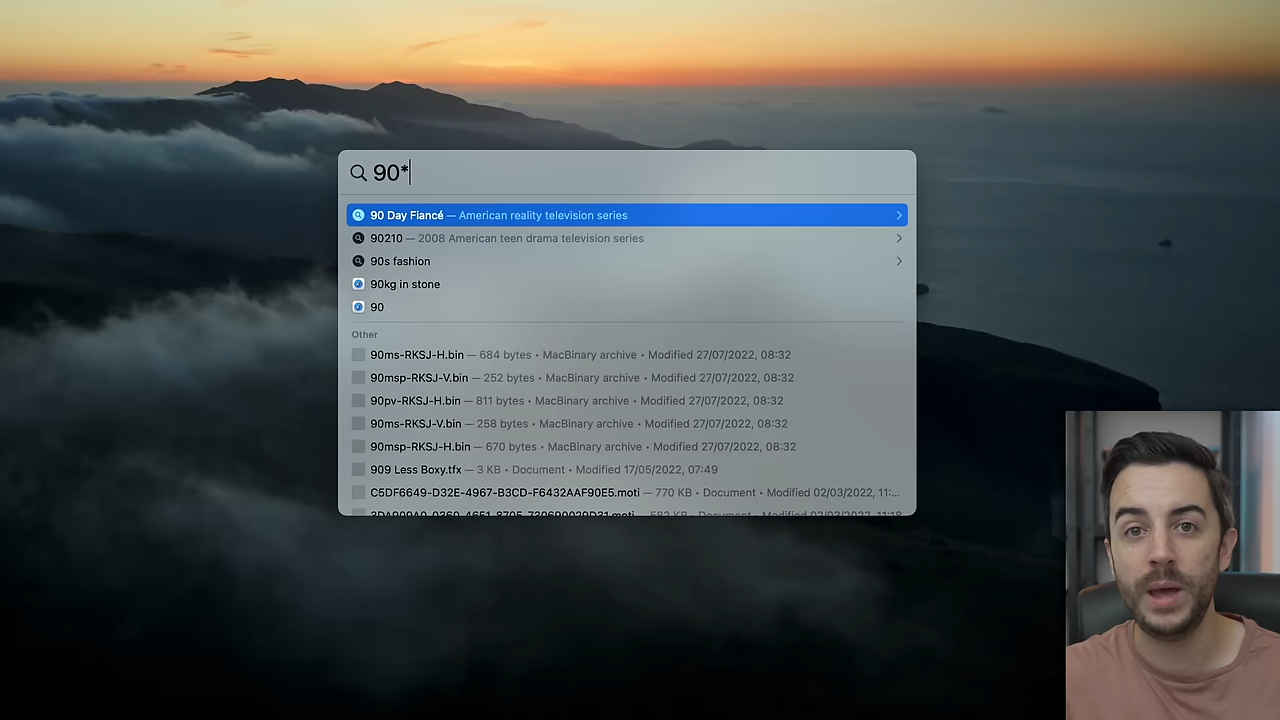 90*
90 Day Fiancé — American reality television series
90210 — 2008 American teen drama television series
90s fashion
90kg in stone
90
Other
90ms-RKSJ-H.bin — 684 bytes • MacBinary archive • Modified 27/07/2022, 08:32
90msp-RKSJ-V.bin — 252 bytes • MacBinary archive • Modified 27/07/2022, 08:32
90pv-RKSJ-H.bin — 811 bytes • MacBinary archive • Modified 27/07/2022, 08:32
90ms-RKSJ-V.bin — 258 bytes • MacBinary archive • Modified 27/07/2022, 08:32
90msp-RKSJ-H.bin — 670 bytes • MacBinary archive • Modified 27/07/2022, 08:32
909 Less Boxy.tfx — 3 KB • Document • Modified 17/05/2022, 07:49
C5DF6649-D32E-4967-B3CD-F6432AAF90E5.moti — 770 KB • Document • Modified 02/03/2022, 11:...